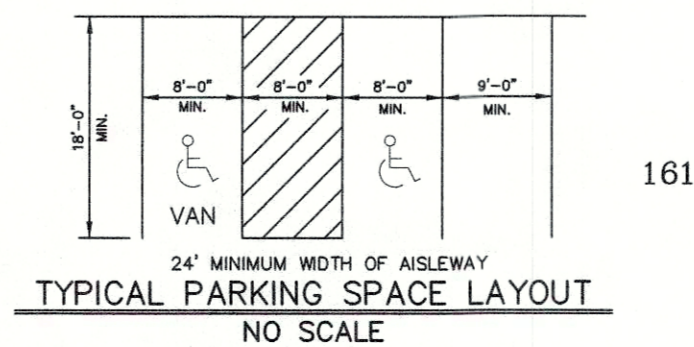 8'-0" 8'-0" 8'-0" 9'-0"
MIN. MIN. MIN. MIN.
18'-0"
MIN.
VAN
161
24' MINIMUM WIDTH OF AISLEWAY
TYPICAL PARKING SPACE LAYOUT
NO SCALE